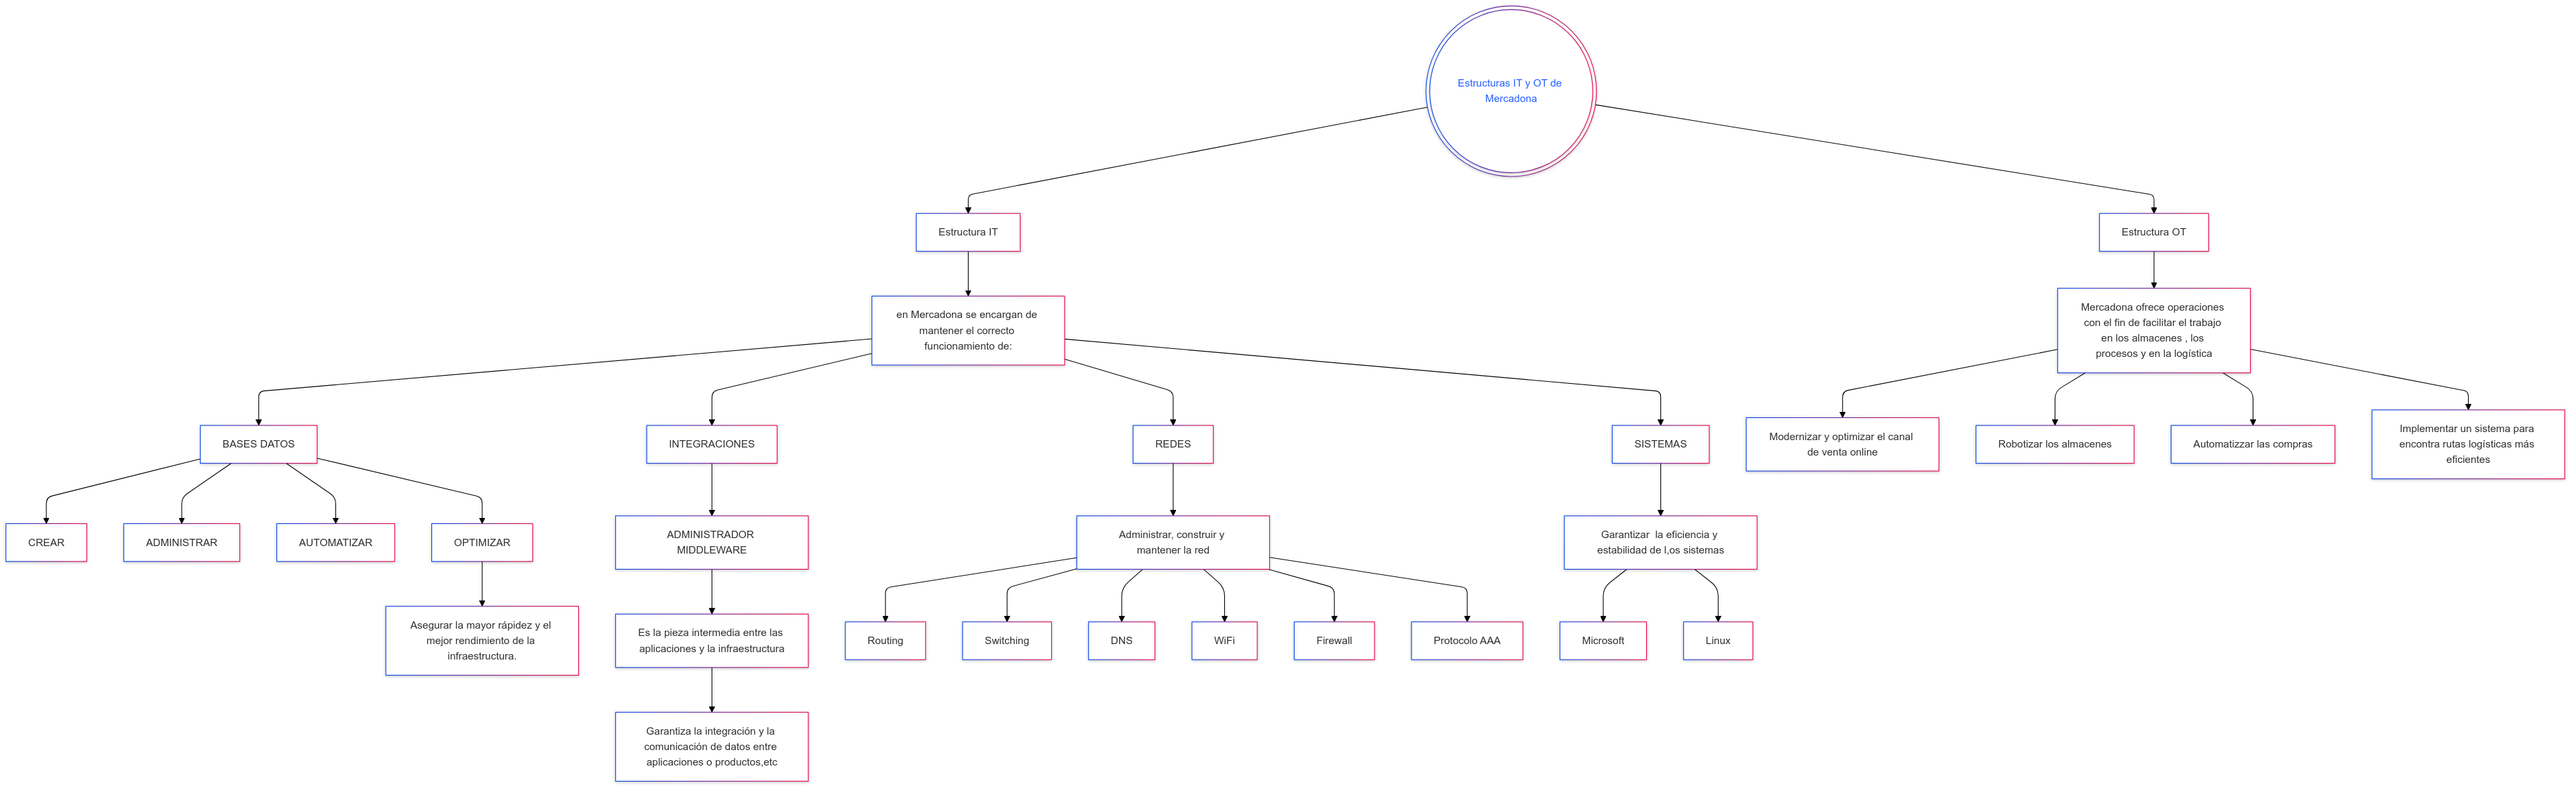 Estructuras IT y OT de
Mercadona
Estructura IT
Estructura OT
en Mercadona se encargan de
mantener el correcto
funcionamiento de:
Mercadona ofrece operaciones
con el fin de facilitar el trabajo
en los almacenes , los
procesos y en la logística
BASES DATOS
INTEGRACIONES
REDES
SISTEMAS
Modernizar y optimizar el canal
de venta online
Robotizar los almacenes
Automatizzar las compras
Implementar un sistema para
encontra rutas logísticas más
eficientes
CREAR
ADMINISTRAR
AUTOMATIZAR
OPTIMIZAR
ADMINISTRADOR
MIDDLEWARE
Administrar, construir y
mantener la red
Garantizar  la eficiencia y
estabilidad de l,os sistemas
Asegurar la mayor rápidez y el
mejor rendimiento de la
infraestructura.
Es la pieza intermedia entre las
aplicaciones y la infraestructura
Routing
Switching
DNS
WiFi
Firewall
Protocolo AAA
Microsoft
Linux
Garantiza la integración y la
comunicación de datos entre
aplicaciones o productos,etc